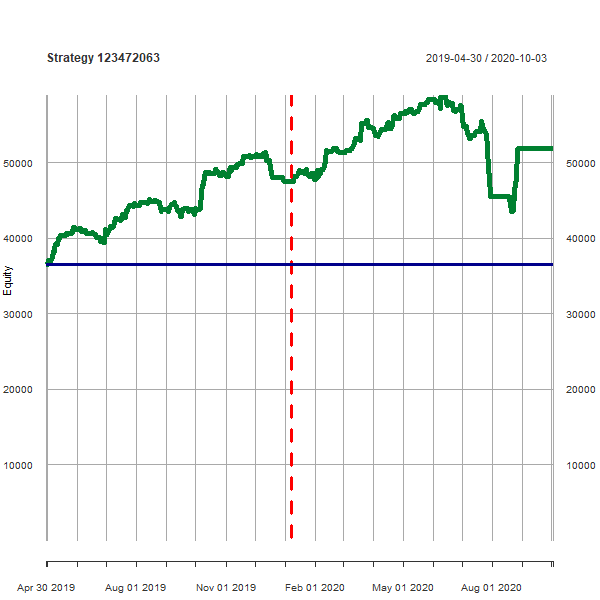 Strategy 123472063
2019-04-30 / 2020-10-03
50000
50000
40000
40000
Equity
30000
30000
20000
20000
10000
10000
Apr 30 2019
Aug 01 2019
Nov 01 2019
Feb 01 2020
May 01 2020
Aug 01 2020